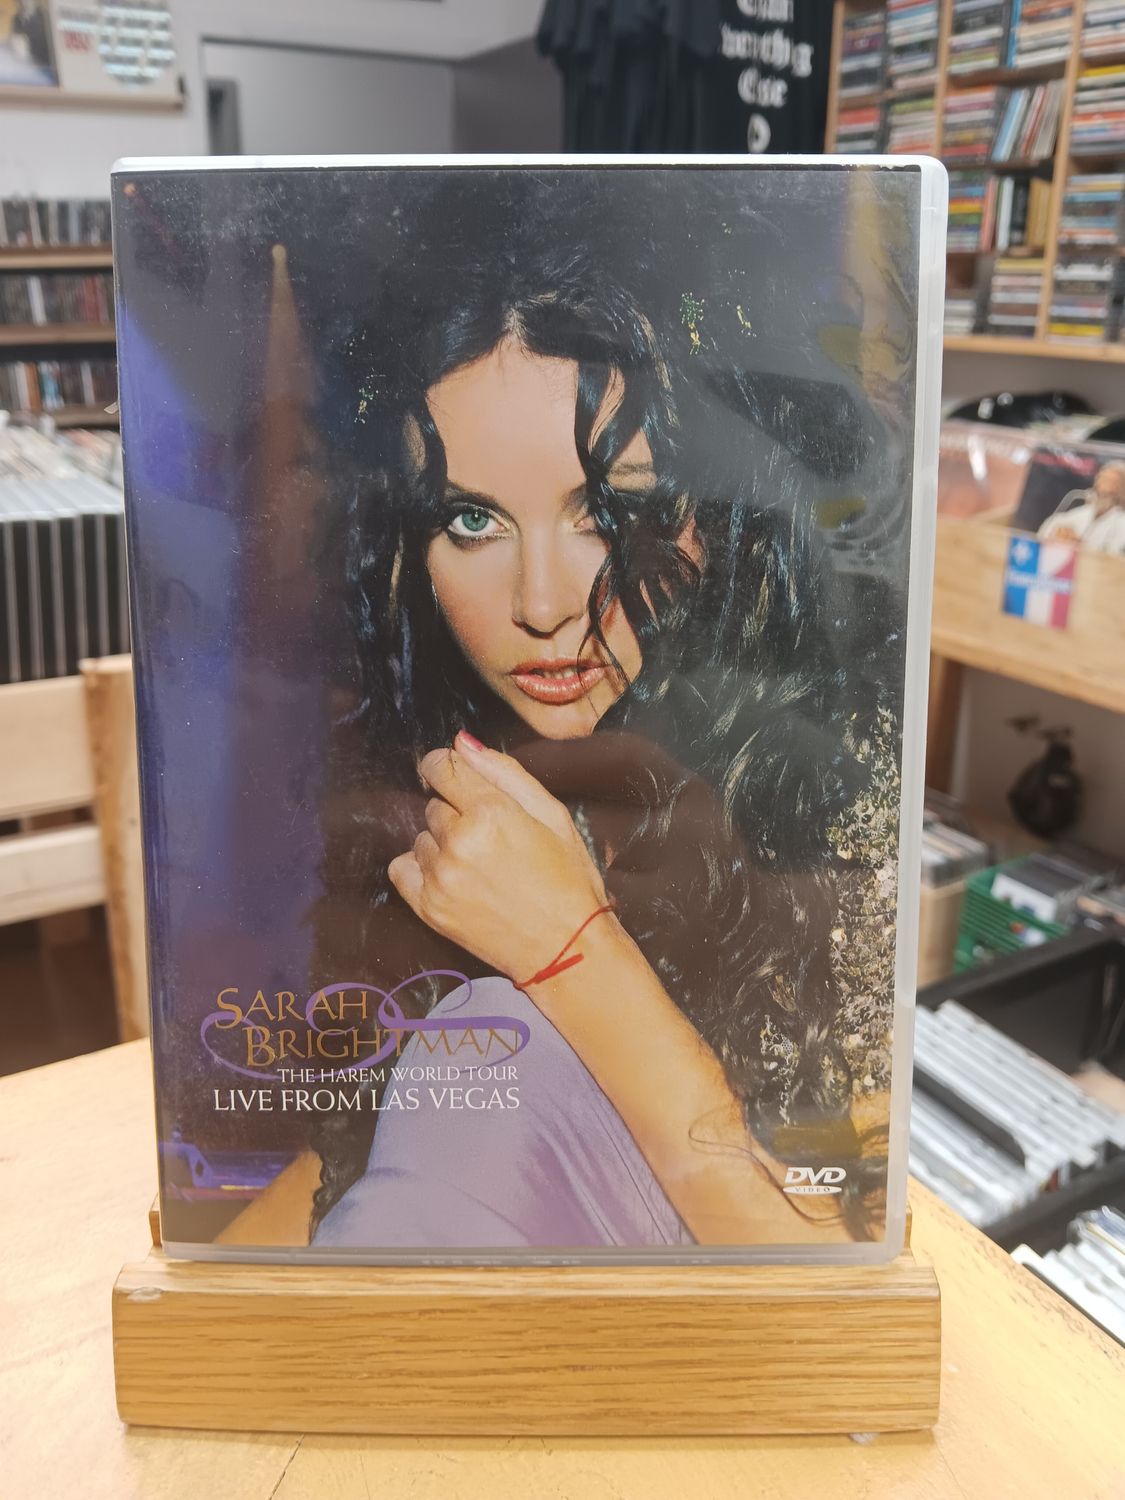 SARAH
BRIGHTMAN
THE HAREM WORLD TOUR
LIVE FROM LAS VEGAS
DVD
VIDEO